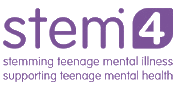 stem4
stemming teenage mental illness
supporting teenage mental health